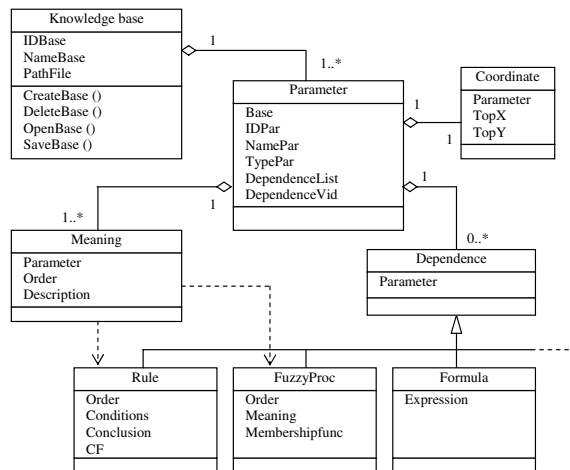 Knowledge base
IDBase
NameBase
PathFile
CreateBase ()
DeleteBase ()
OpenBase ()
SaveBase ()
1
1..*
Parameter
Base
IDPar
NamePar
TypePar
DependenceList
DependenceVid
1
1
Coordinate
Parameter
TopX
TopY
1
1..*
Meaning
Parameter
Order
Description
1
0..*
Dependence
Parameter
Rule
Order
Conditions
Conclusion
CF
FuzzyProc
Order
Meaning
Membershipfunc
Formula
Expression